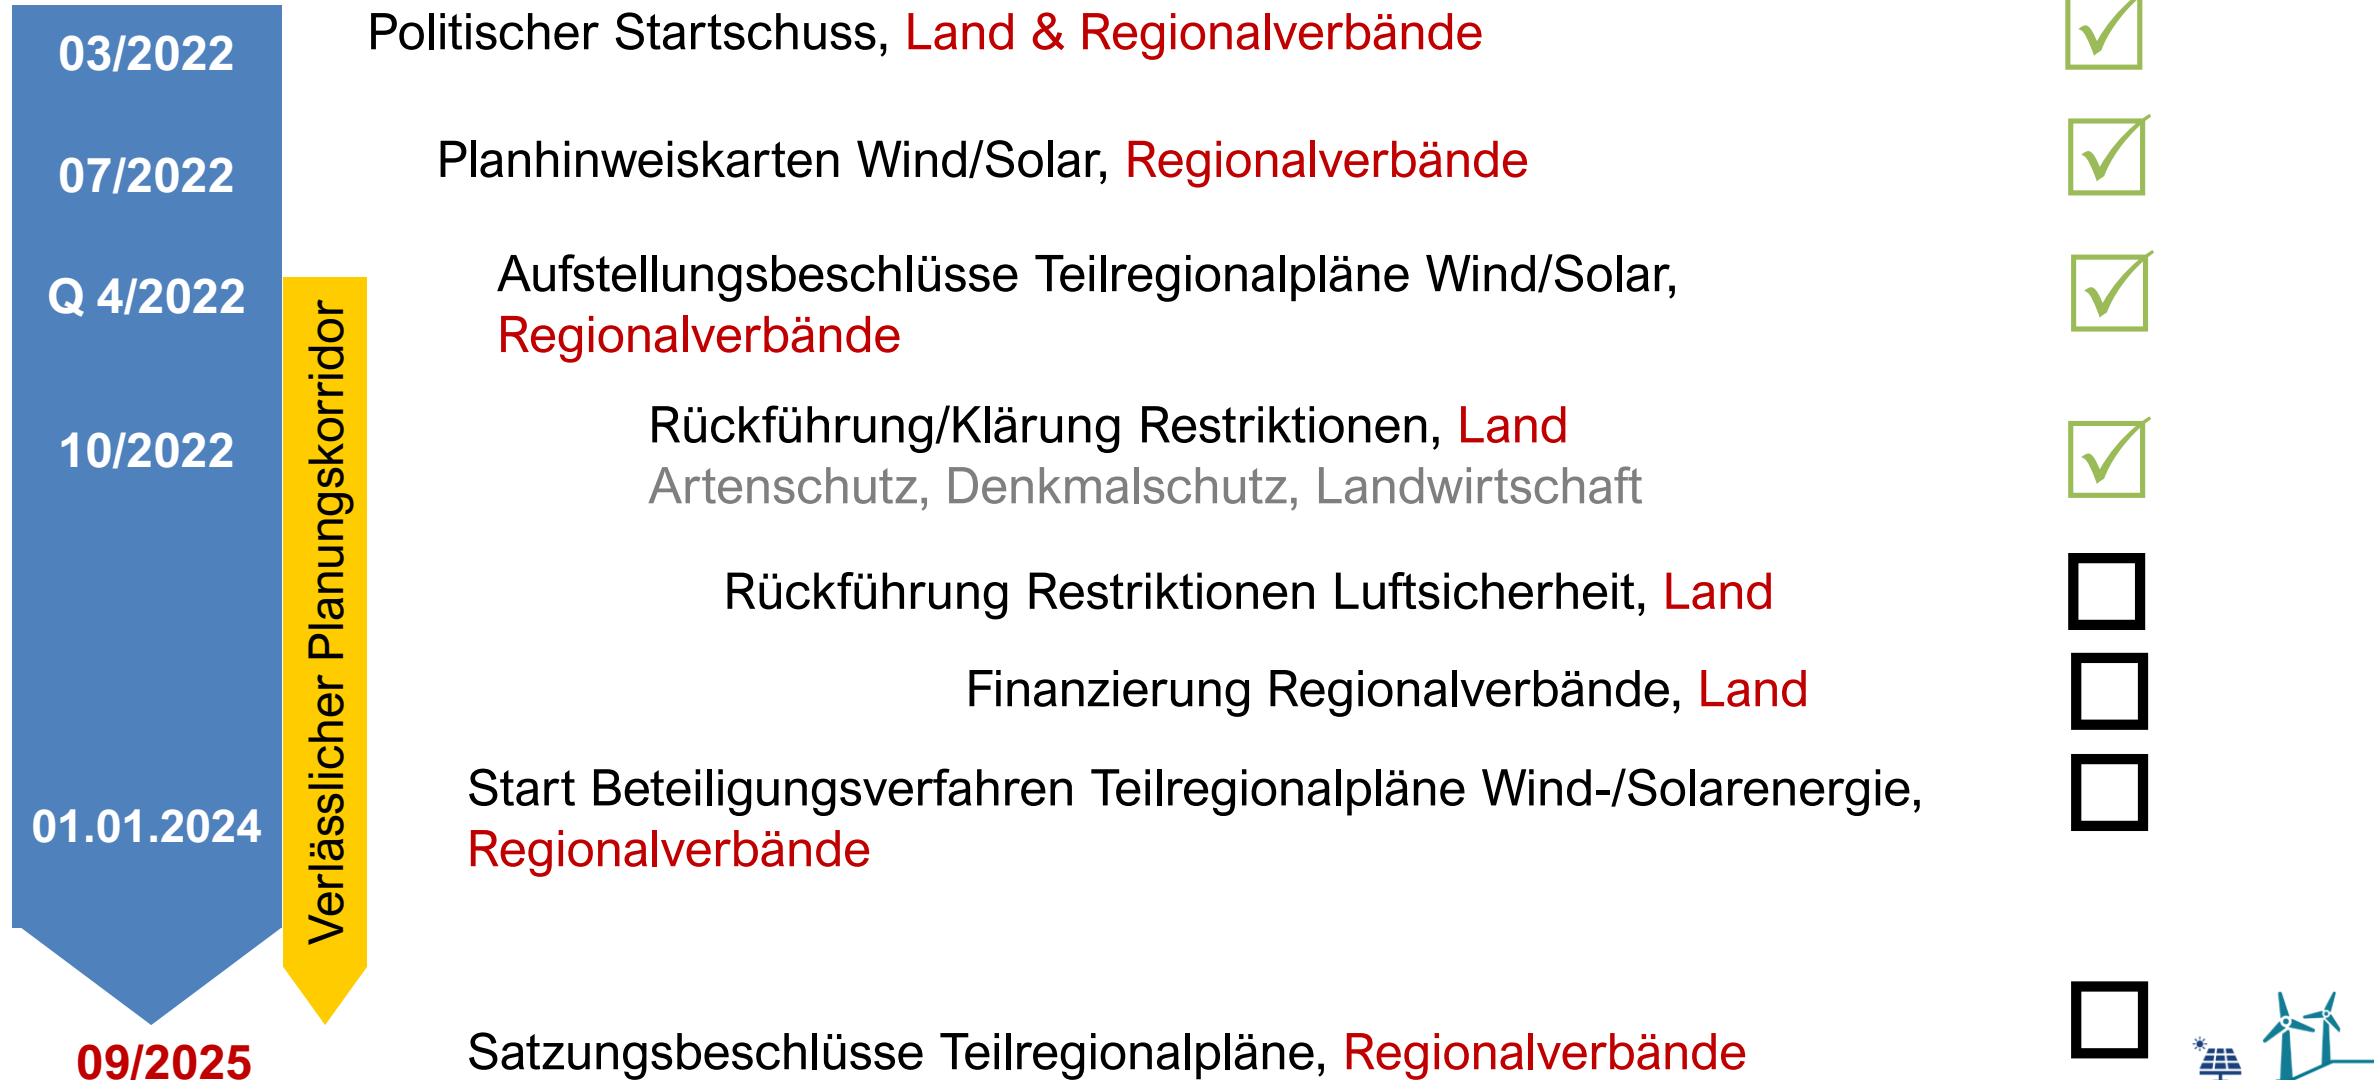 03/2022
Politischer Startschuss, Land & Regionalverbände
07/2022
Planhinweiskarten Wind/Solar, Regionalverbände
Q 4/2022
Aufstellungsbeschlüsse Teilregionalpläne Wind/Solar,
Regionalverbände
10/2022
Rückführung/Klärung Restriktionen, Land
Artenschutz, Denkmalschutz, Landwirtschaft
Verlässlicher Planungskorridor
Rückführung Restriktionen Luftsicherheit, Land
Finanzierung Regionalverbände, Land
01.01.2024
Start Beteiligungsverfahren Teilregionalpläne Wind-/Solarenergie,
Regionalverbände
09/2025
Satzungsbeschlüsse Teilregionalpläne, Regionalverbände